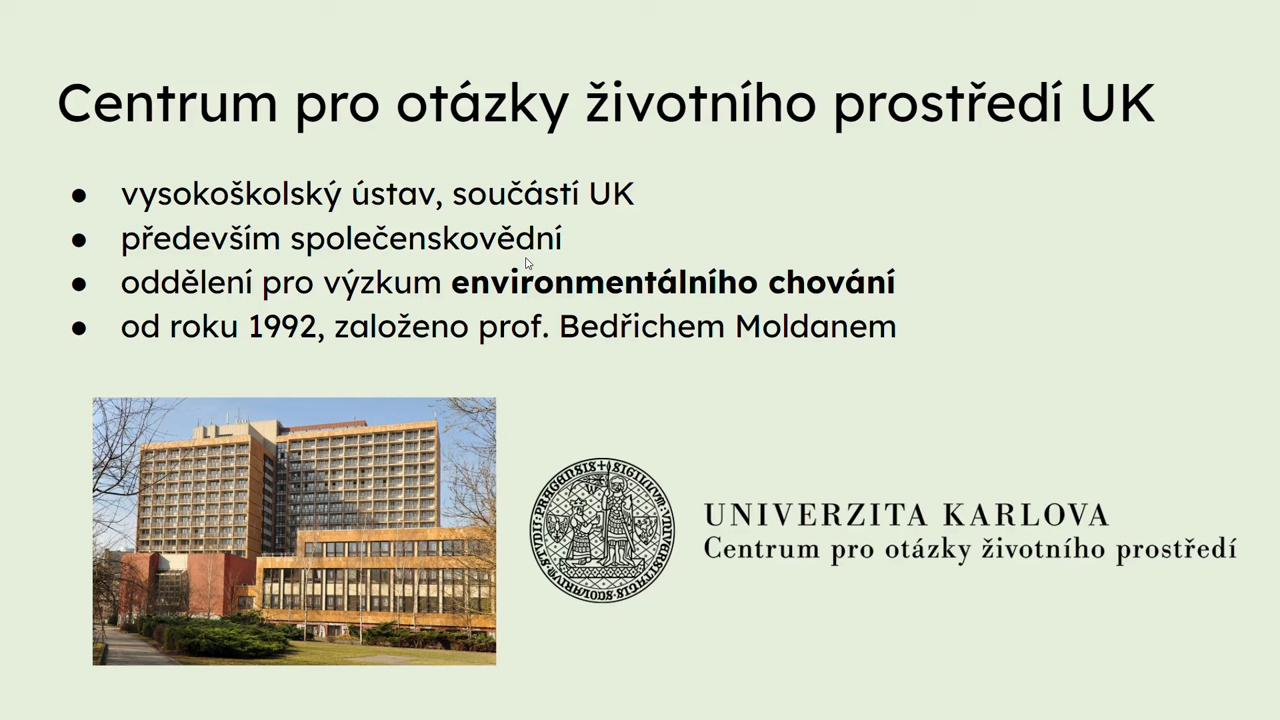 Centrum pro otázky životního prostředí UK
● vysokoškolský ústav, součástí UK
● především společenskovědní
● oddělení pro výzkum environmentálního chování
● od roku 1992, založeno prof. Bedřichem Moldanem
UNIVERZITA KARLOVA
Centrum pro otázky životního prostředí